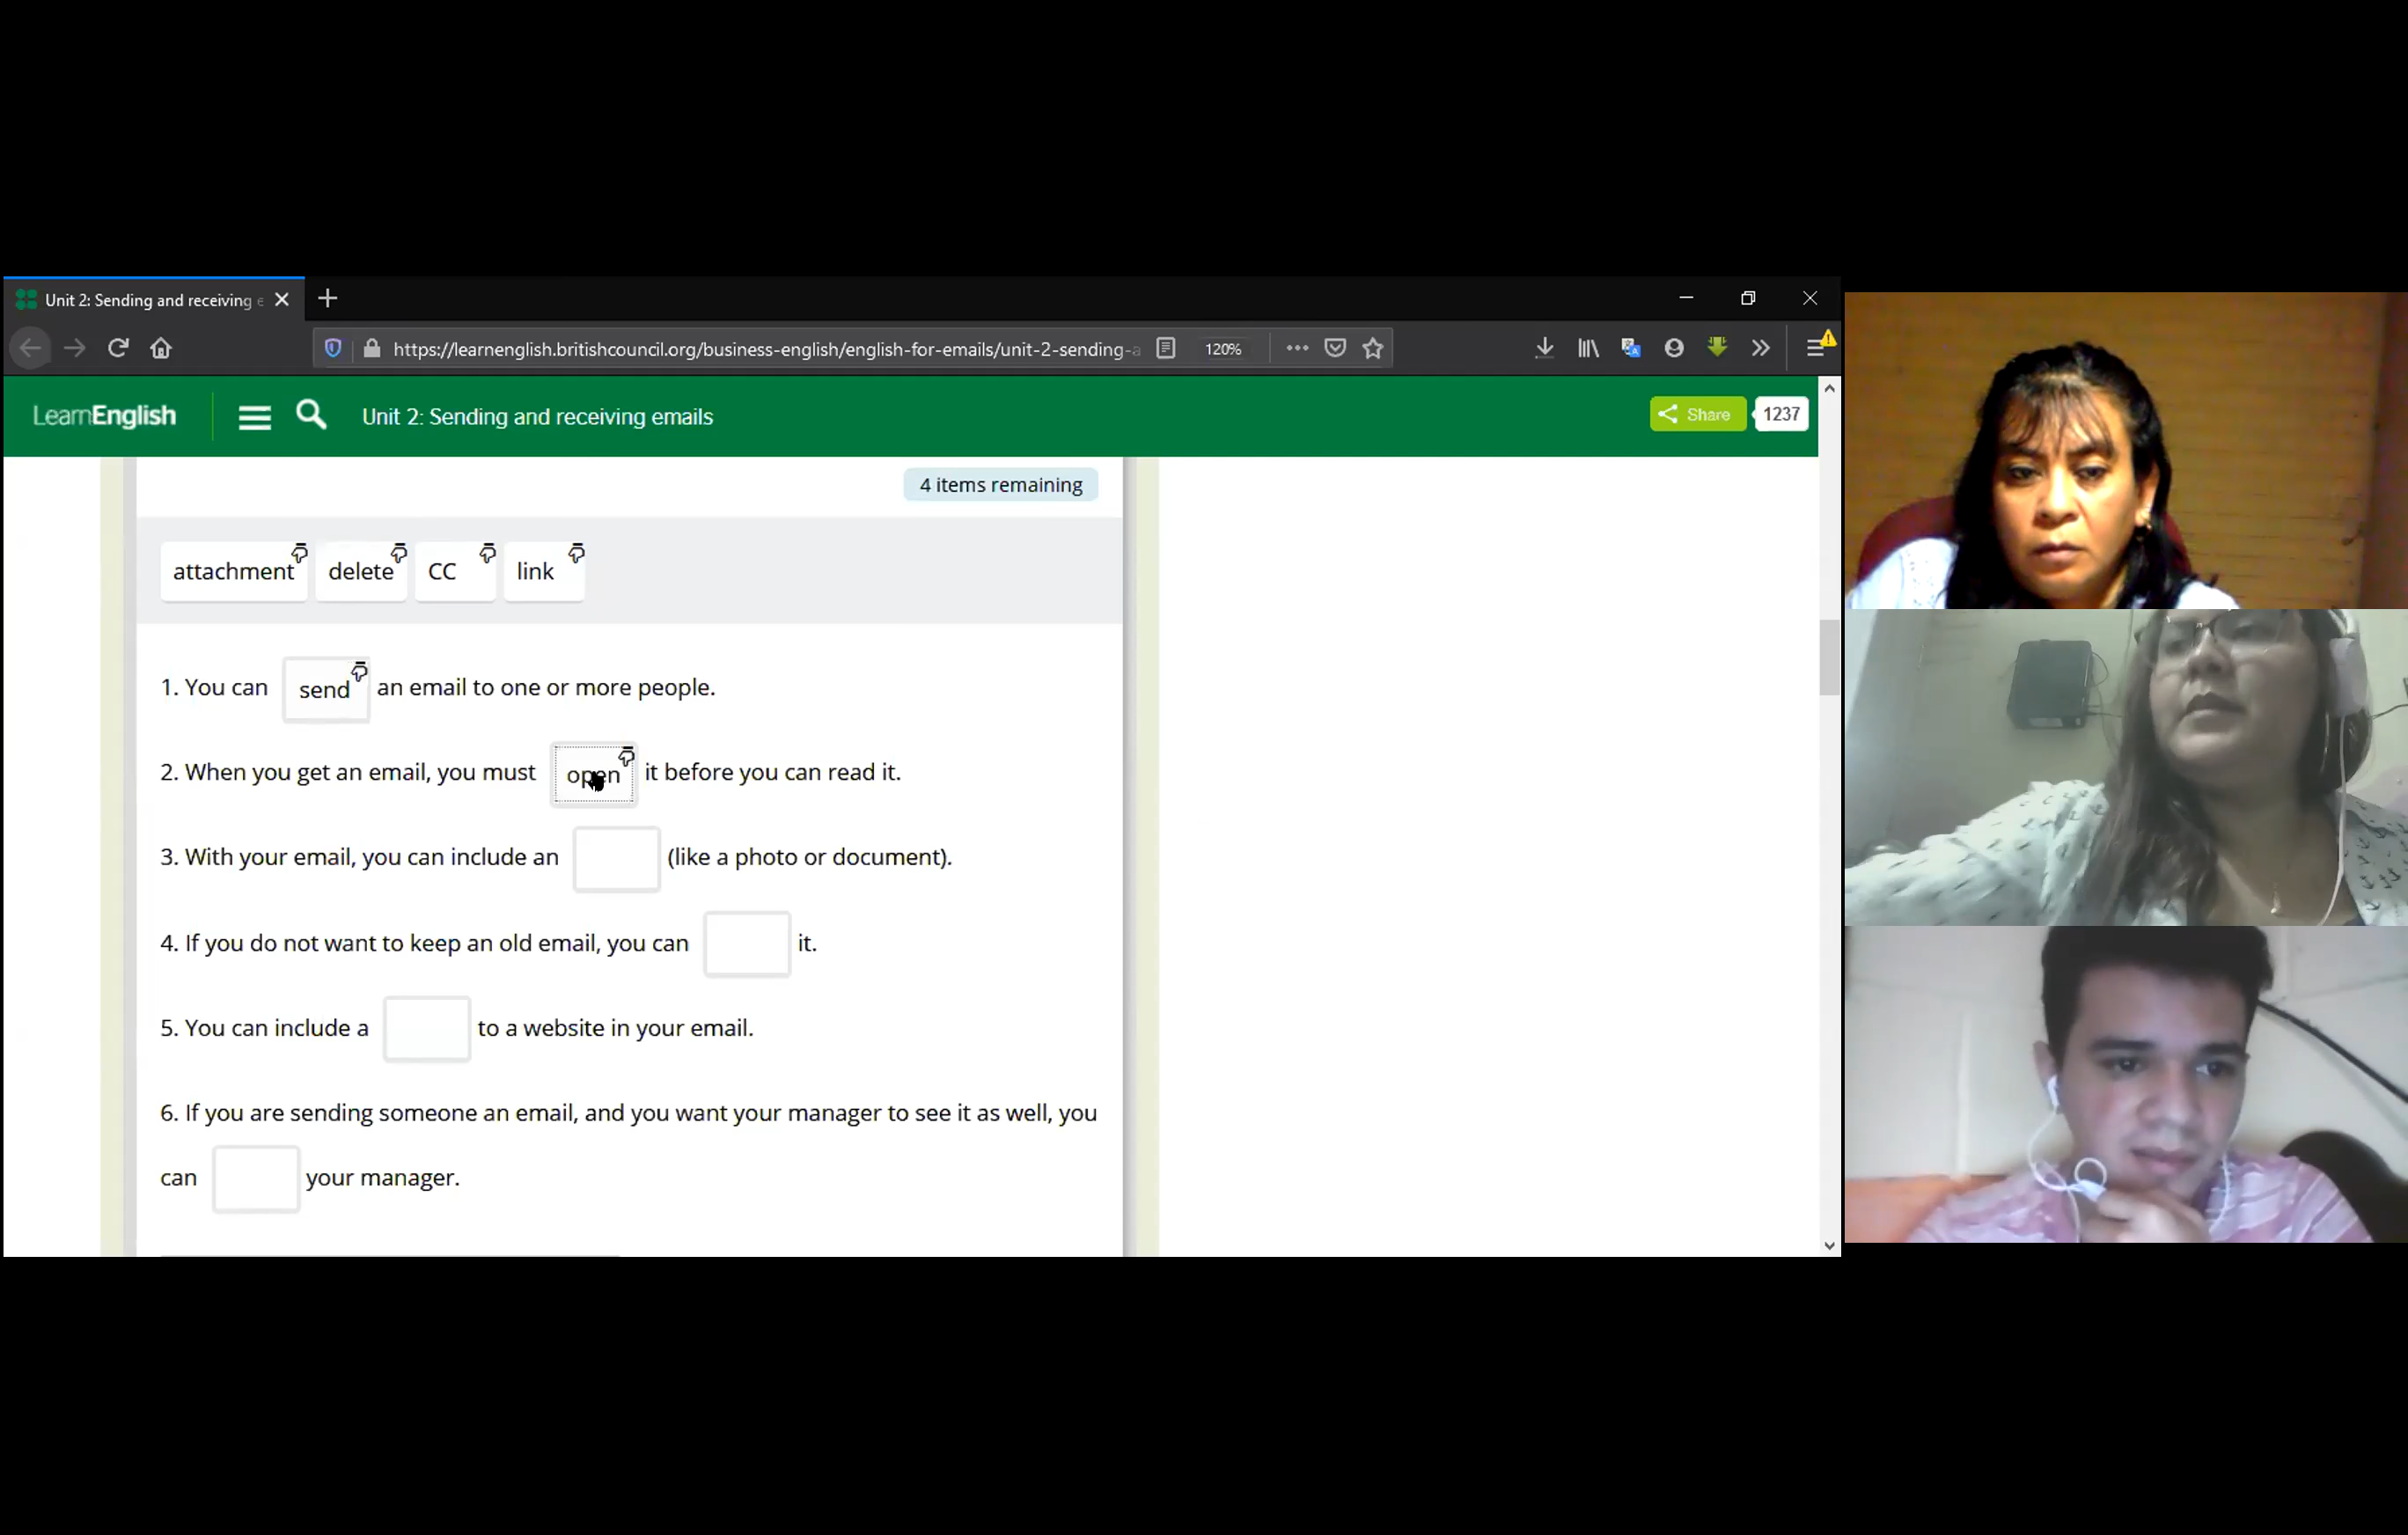 Unit 2: Sending and receiving e
https://learnenglish.britishcouncil.org/business-english/english-for-emails/unit-2-sending-a
120%
LearnEnglish
Unit 2: Sending and receiving emails
Share
1237
4 items remaining
attachment delete CC link
1. You can send an email to one or more people.
2. When you get an email, you must open it before you can read it.
3. With your email, you can include an (like a photo or document).
4. If you do not want to keep an old email, you can it.
5. You can include a to a website in your email.
6. If you are sending someone an email, and you want your manager to see it as well, you
can your manager.